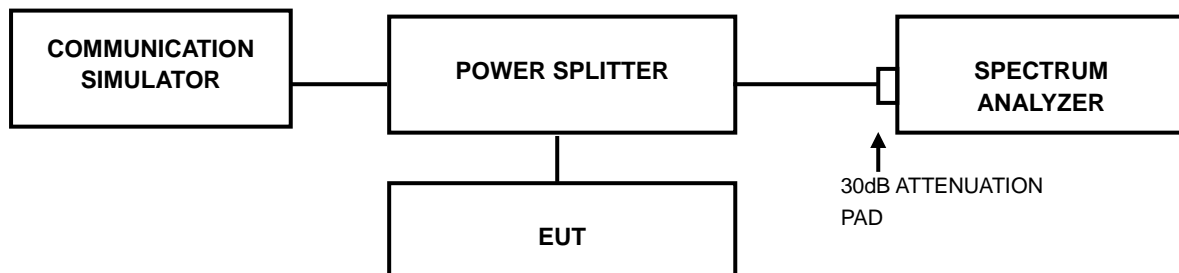 COMMUNICATION
SIMULATOR
POWER SPLITTER
SPECTRUM
ANALYZER
30dB ATTENUATION
PAD
EUT